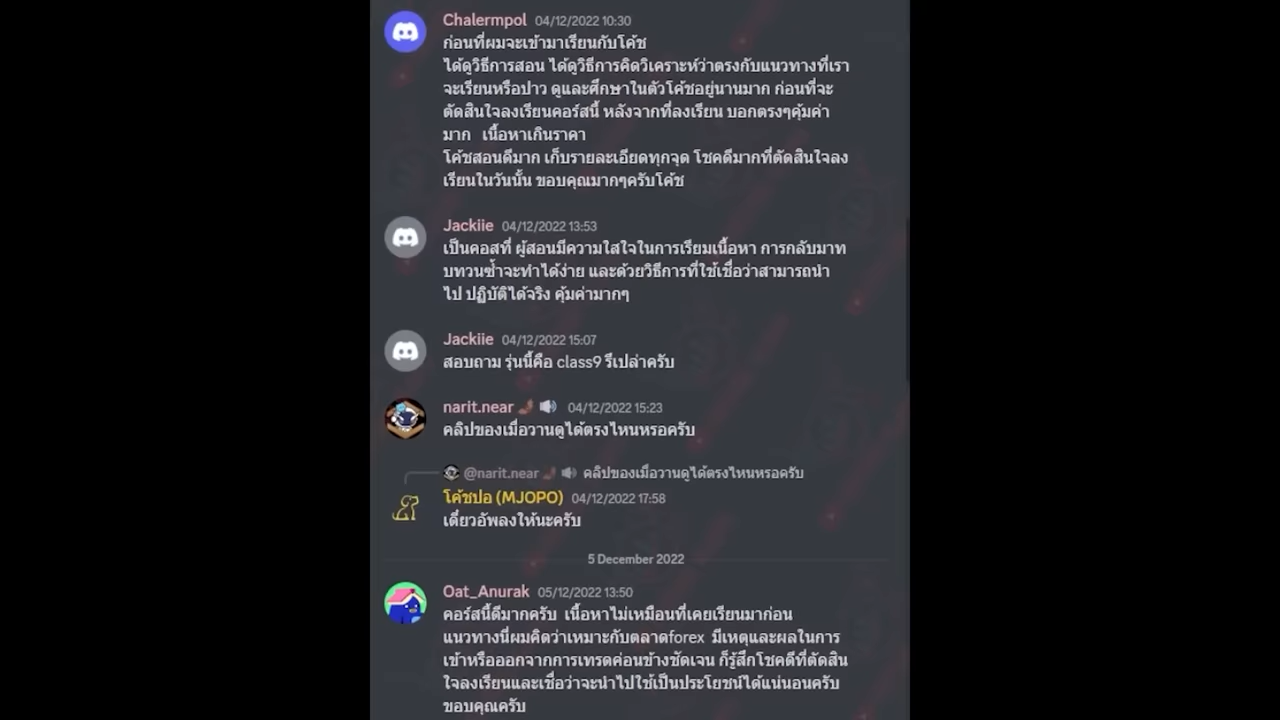 Chalermpol 04/12/2022 10:30
ก่อนที่ผมจะเข้ามาเรียนกับโค้ช
ได้ดูวิธีการสอน ได้ดูวิธีการคิดวิเคราะห์ว่าตรงกับแนวทางที่เรา
จะเรียนหรือปาว ดูและศึกษาในตัวโค้ชอยู่นานมาก ก่อนที่จะ
ตัดสินใจลงเรียนคอร์สนี้ หลังจากที่ลงเรียน บอกตรงๆคุ้มค่า
มาก เนื้อหาเกินราคา
โค้ชสอนดีมาก เก็บรายละเอียดทุกจุด โชคดีมากที่ตัดสินใจลง
เรียนในวันนั้น ขอบคุณมากๆครับโค้ช
Jackiie 04/12/2022 13:53
เป็นคอสที่ ผู้สอนมีความใส่ใจในการเรียมเนื้อหา การกลับมาท
บทวนซ้ำจะทำได้ง่าย และด้วยวิธีการที่ใช้เชื่อว่าสามารถนำ
ไป ปฏิบัติได้จริง คุ้มค่ามากๆ
Jackiie 04/12/2022 15:07
สอบถาม รุ่นนี้คือ class9 รึเปล่าครับ
narit.near 04/12/2022 15:23
คลิปของเมื่อวานดูได้ตรงไหนหรอครับ
@narit.near คลิปของเมื่อวานดูได้ตรงไหนหรอครับ
โค้ชปอ (MJOPO) 04/12/2022 17:58
เดี๋ยวอัพลงให้นะครับ
5 December 2022
Oat_Anurak 05/12/2022 13:50
คอร์สนี้ดีมากครับ เนื้อหาไม่เหมือนที่เคยเรียนมาก่อน
แนวทางนี้ผมคิดว่าเหมาะกับตลาดforex มีเหตุและผลในการ
เข้าหรือออกจากการเทรดค่อนข้างชัดเจน ก็รู้สึกโชคดีที่ตัดสิน
ใจลงเรียนและเชื่อว่าจะนำไปใช้เป็นประโยชน์ได้แน่นอนครับ
ขอบคุณครับ